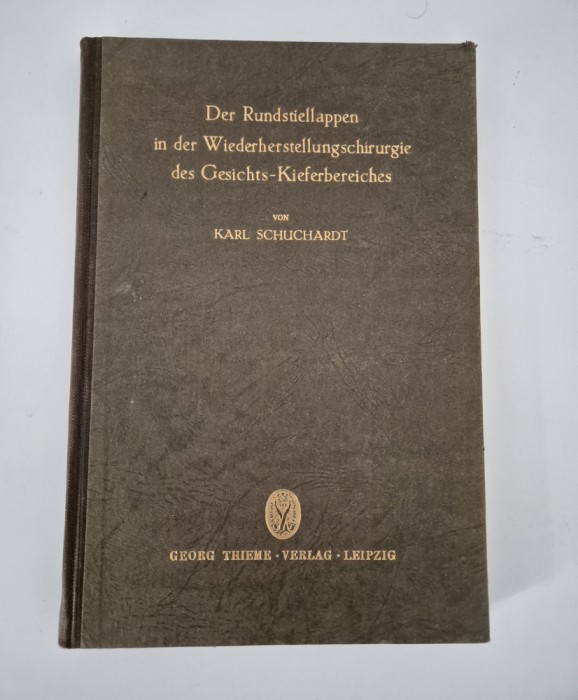 Der Rundstiellappen
in der Wiederherstellungschirurgie
des Gesichts-Kieferbereiches
VON
KARL SCHUCHARDT
GEORG THIEME · VERLAG · LEIPZIG